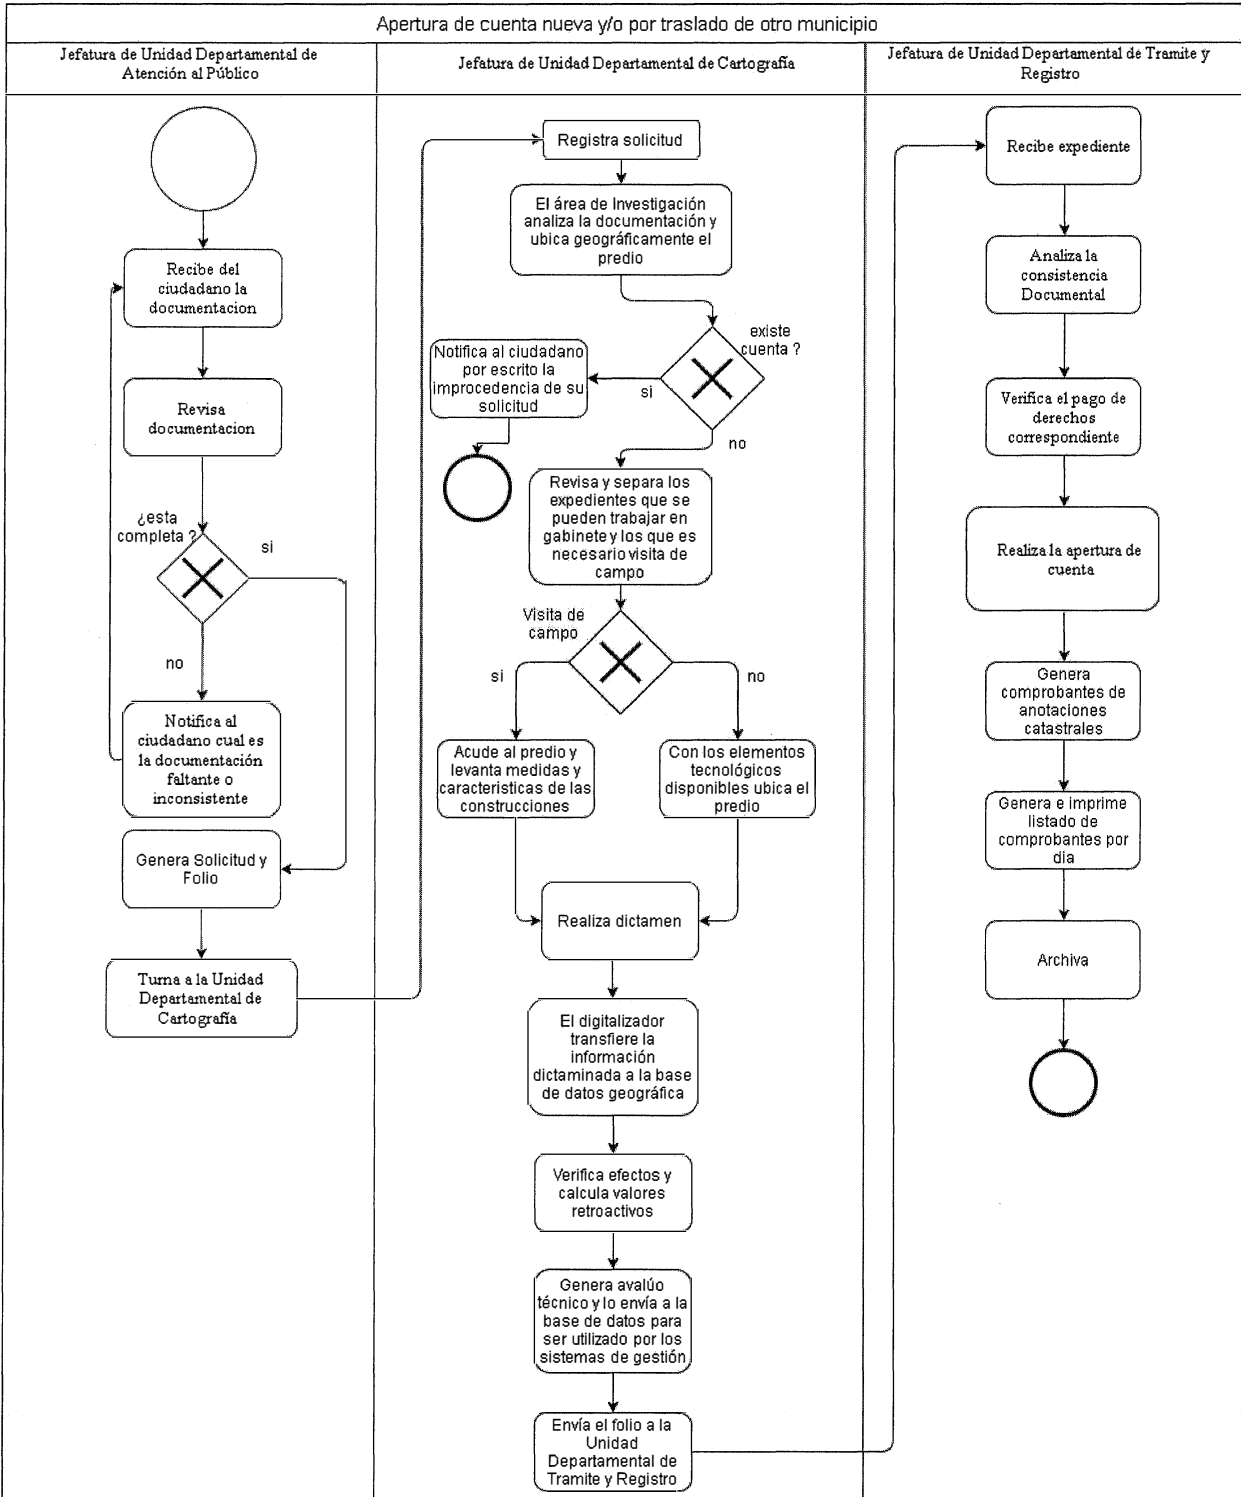 Apertura de cuenta nueva y/o por traslado de otro municipio
Jefatura de Unidad Departamental de
Atención al Público
Jefatura de Unidad Departamental de Cartografía
Jefatura de Unidad Departamental de Tramite y
Registro
Recibe del
ciudadano la
documentacion
Revisa
documentacion
¿esta
completa ?
si
no
Notifica al
ciudadano cual es
la documentación
faltante o
inconsistente
Genera Solicitud y
Folio
Turna a la Unidad
Departamental de
Cartografía
Registra solicitud
El área de Investigación
analiza la documentación y
ubica geográficamente el
predio
existe
cuenta ?
si
no
Notifica al ciudadano
por escrito la
improcedencia de su
solicitud
Revisa y separa los
expedientes que se
pueden trabajar en
gabinete y los que es
necesario visita de
campo
Visita de
campo
si
no
Acude al predio y
levanta medidas y
caracteristicas de las
construcciones
Con los elementos
tecnológicos
disponibles ubica el
predio
Realiza dictamen
El digitalizador
transfiere la
información
dictaminada a la base
de datos geográfica
Verifica efectos y
calcula valores
retroactivos
Genera avalúo
técnico y lo envía a la
base de datos para
ser utilizado por los
sistemas de gestión
Envía el folio a la
Unidad
Departamental de
Tramite y Registro
Recibe expediente
Analiza la
consistencia
Documental
Verifica el pago de
derechos
correspondiente
Realiza la apertura de
cuenta
Genera
comprobantes de
anotaciones
catastrales
Genera e imprime
listado de
comprobantes por
dia
Archiva